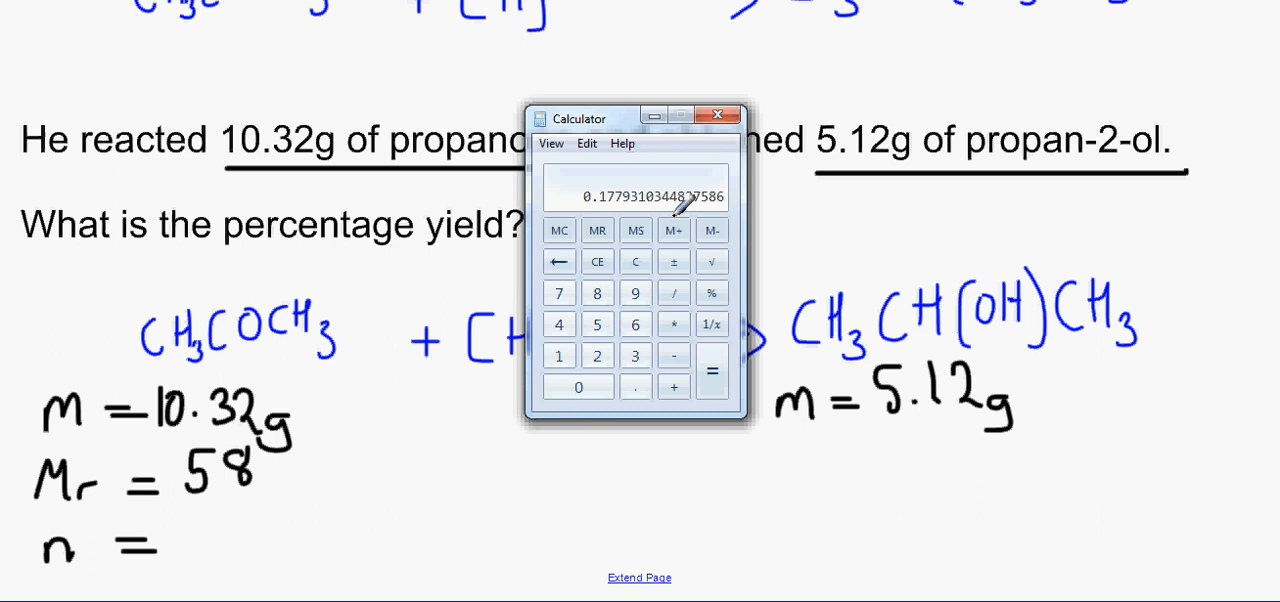 He reacted 10.32g of 5.12g of propan-2-ol.
What is the percentage yield?
CH3COCH3 + [H CH3CH(OH)CH3
M = 10.32g m = 5.12g
Mr = 58
n =
Calculator
View Edit Help
MC MR MS M+ M-
← CE C ± √
7 8 9 / %
4 5 6 * 1/x
1 2 3 - =
0 . +
Extend Page